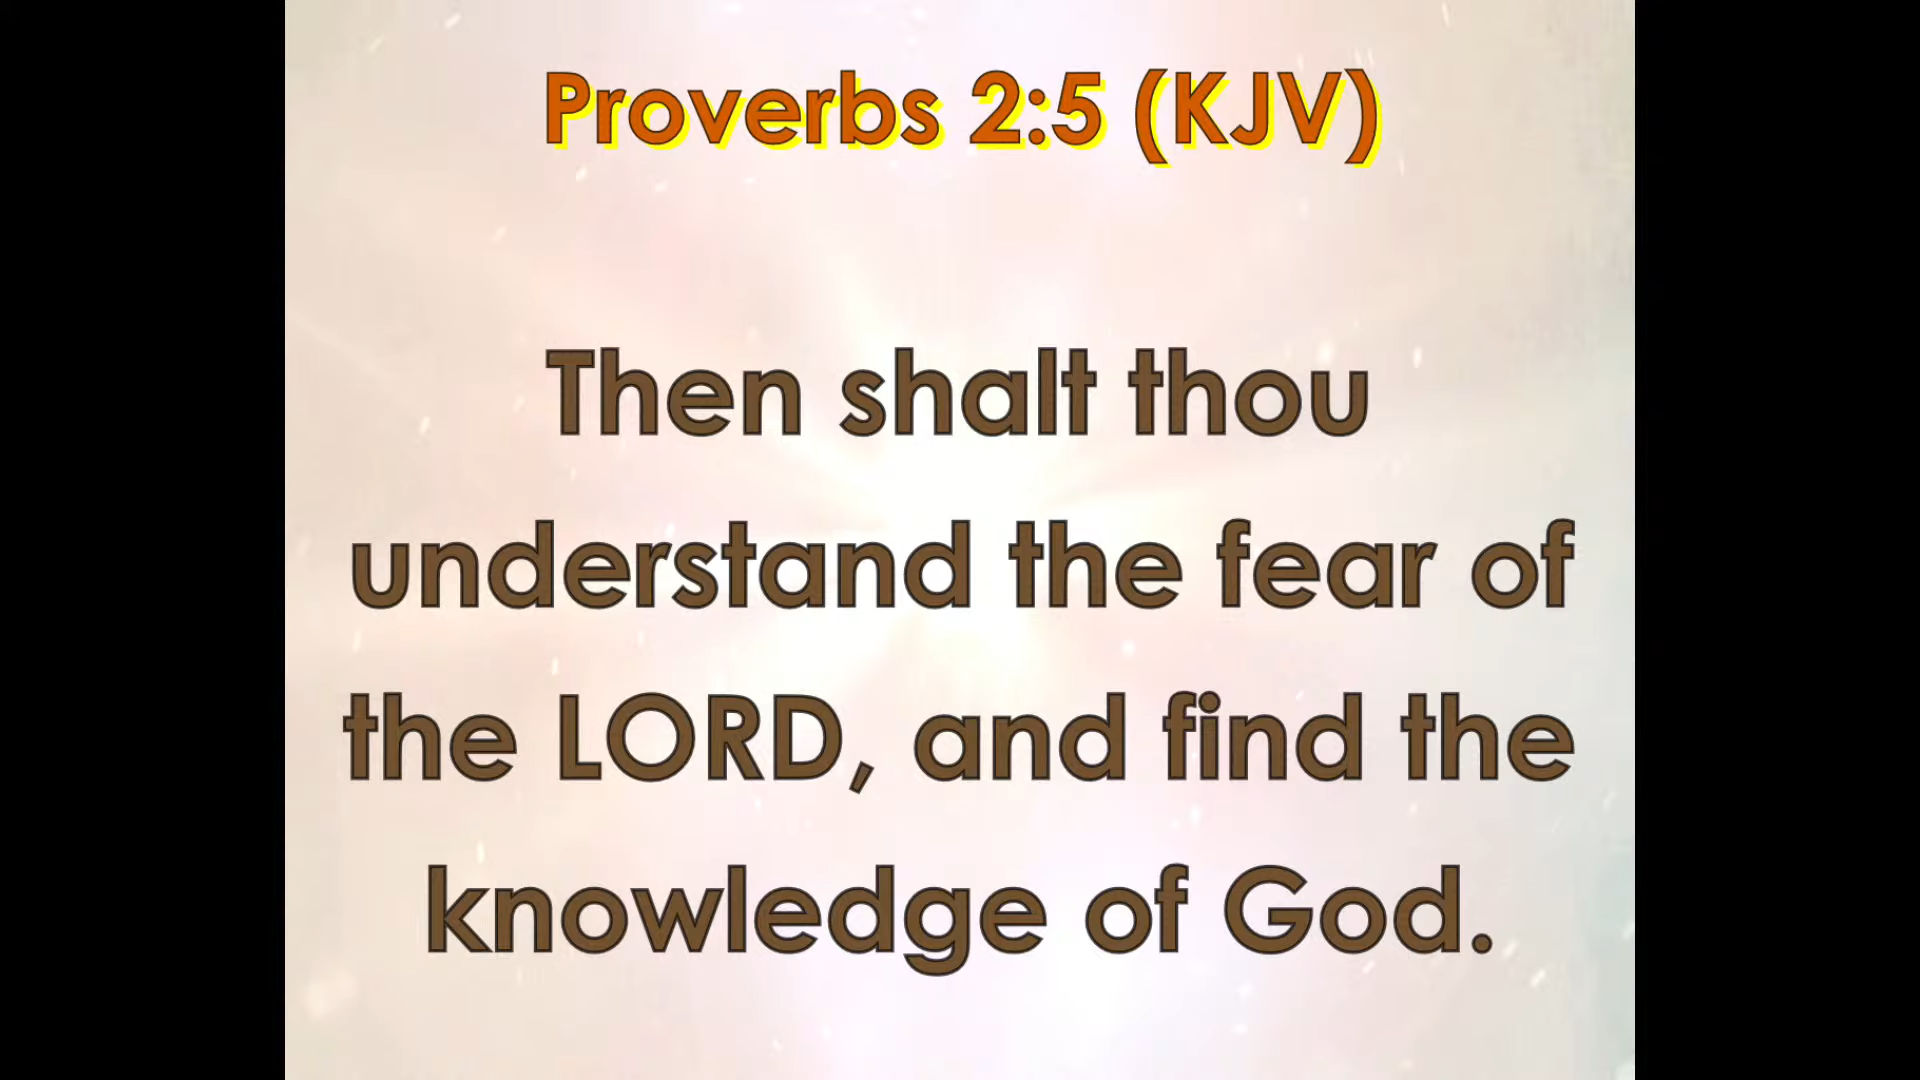 Proverbs 2:5 (KJV)
Then shalt thou
understand the fear of
the LORD, and find the
knowledge of God.